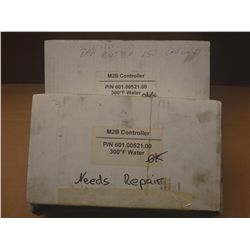 M2B Controller
P/N 601.00521.00
300°F Water
M2B Controller
P/N 601.00521.00
300°F Water
OK
Needs Repair